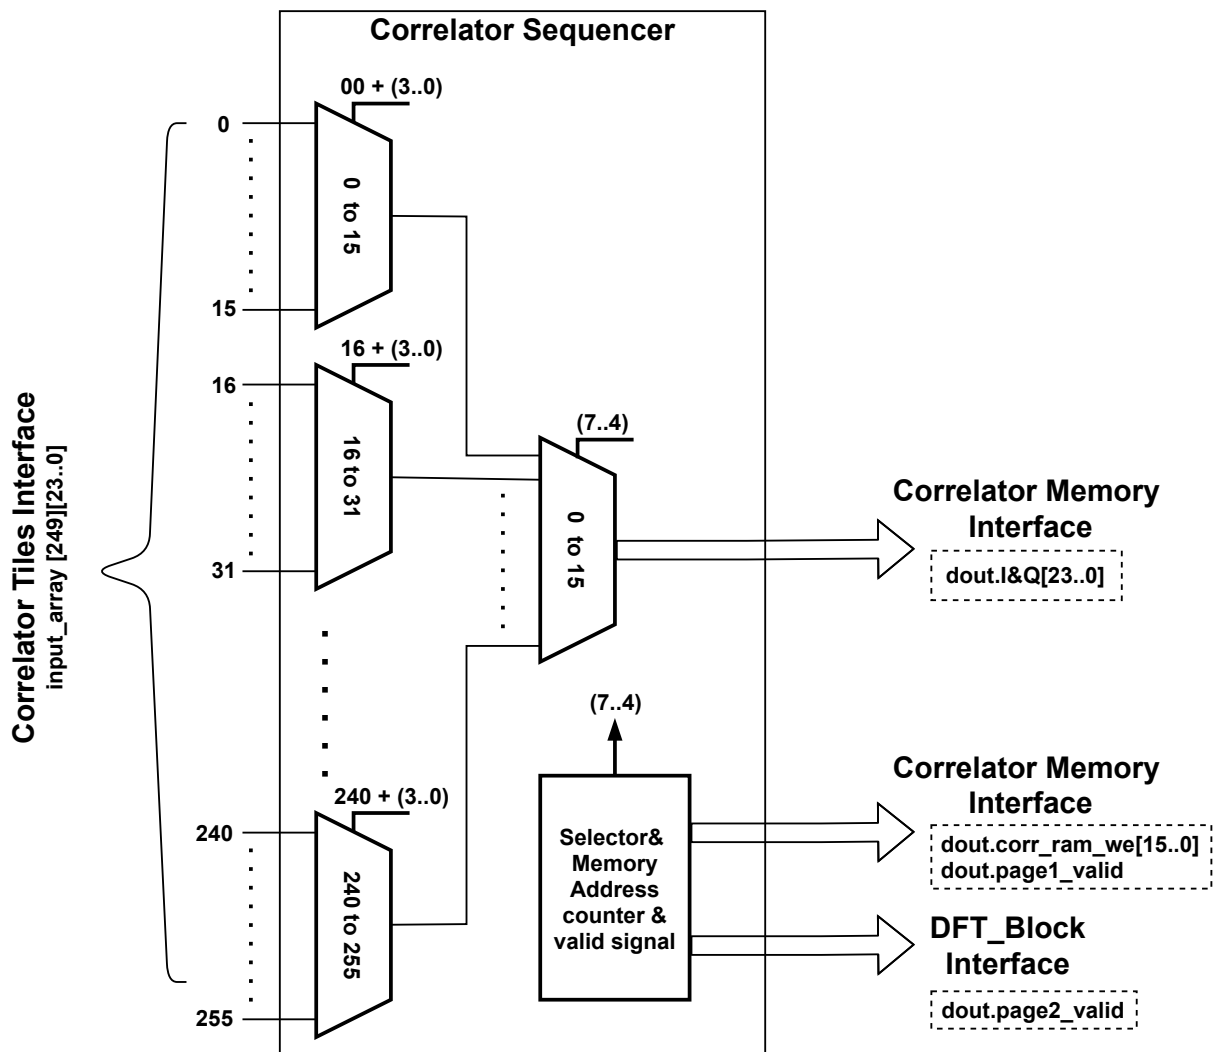 Correlator Sequencer
00 + (3..0)
0
0 to 15
15
16 + (3..0)
16
16 to 31
31
Correlator Tiles Interface
input_array [249][23..0]
(7..4)
0 to 15
Correlator Memory
Interface
dout.I&Q[23..0]
(7..4)
240 + (3..0)
240
240 to 255
255
Selector&
Memory
Address
counter &
valid signal
Correlator Memory
Interface
dout.corr_ram_we[15..0]
dout.page1_valid
DFT_Block
Interface
dout.page2_valid